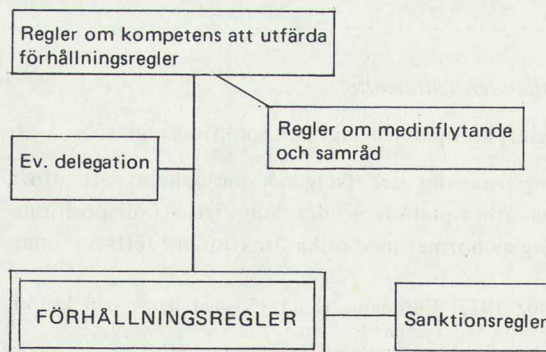 Regler om kompetens att utfärda
förhållningsregler
Regler om medinflytande
och samråd
Ev. delegation
FÖRHÅLLNINGSREGLER
Sanktionsregler